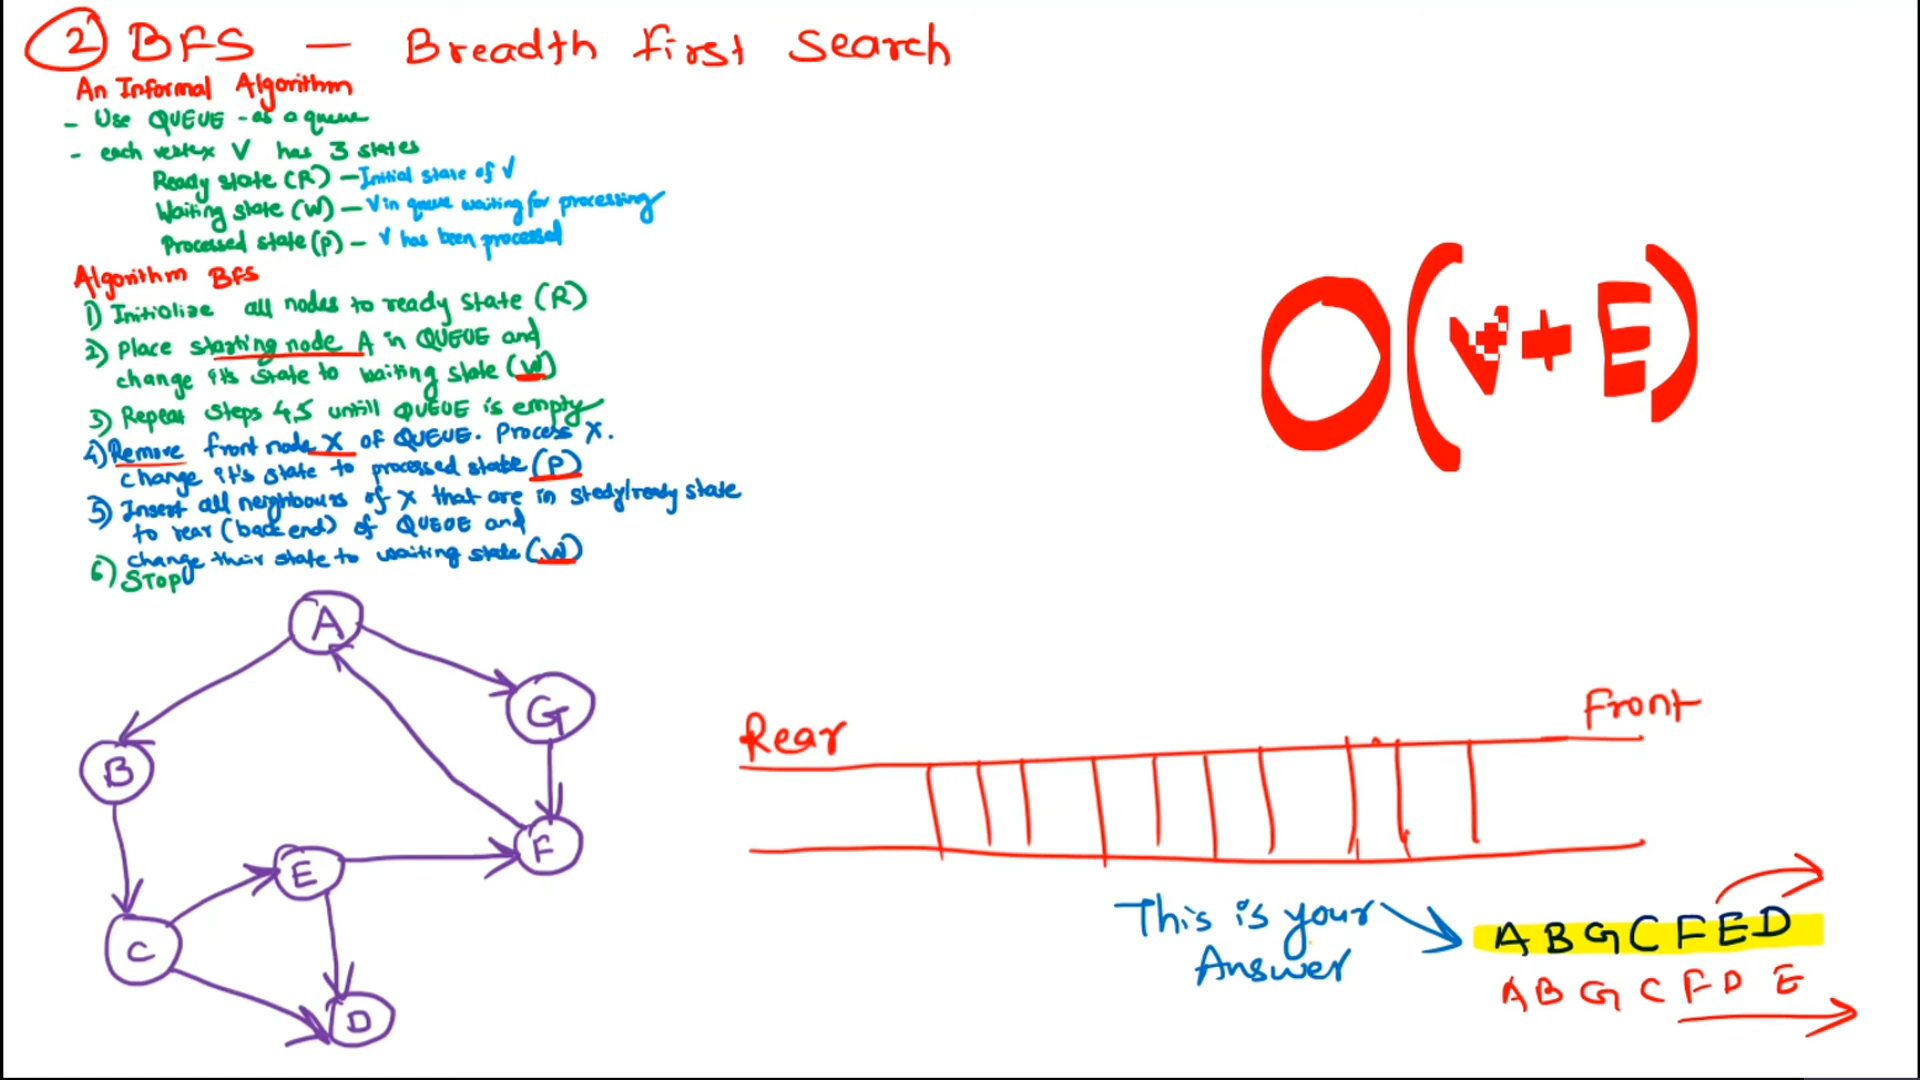 2 BFS - Breadth first Search
An Informal Algorithm
- Use QUEUE - as a queue
- each vertex V has 3 states
Ready state (R) - Initial state of V
Waiting state (W) - V in queue waiting for processing
Processed state (P) - V has been processed
Algorithm BFS
1) Initialize all nodes to ready state (R)
2) Place starting node A in QUEUE and
change it's state to waiting state (W)
3) Repeat steps 4,5 untill QUEUE is empty
4) Remove front node X of QUEUE. Process X.
change it's state to processed state (P)
5) Insert all neighbours of X that are in stedy/ready state
to rear (back end) of QUEUE and
change their state to waiting state (W)
6) STOP
O(V+E)
A
G
B
F
E
C
D
Rear
Front
This is your
Answer
A B G C F E D
A B G C F D E